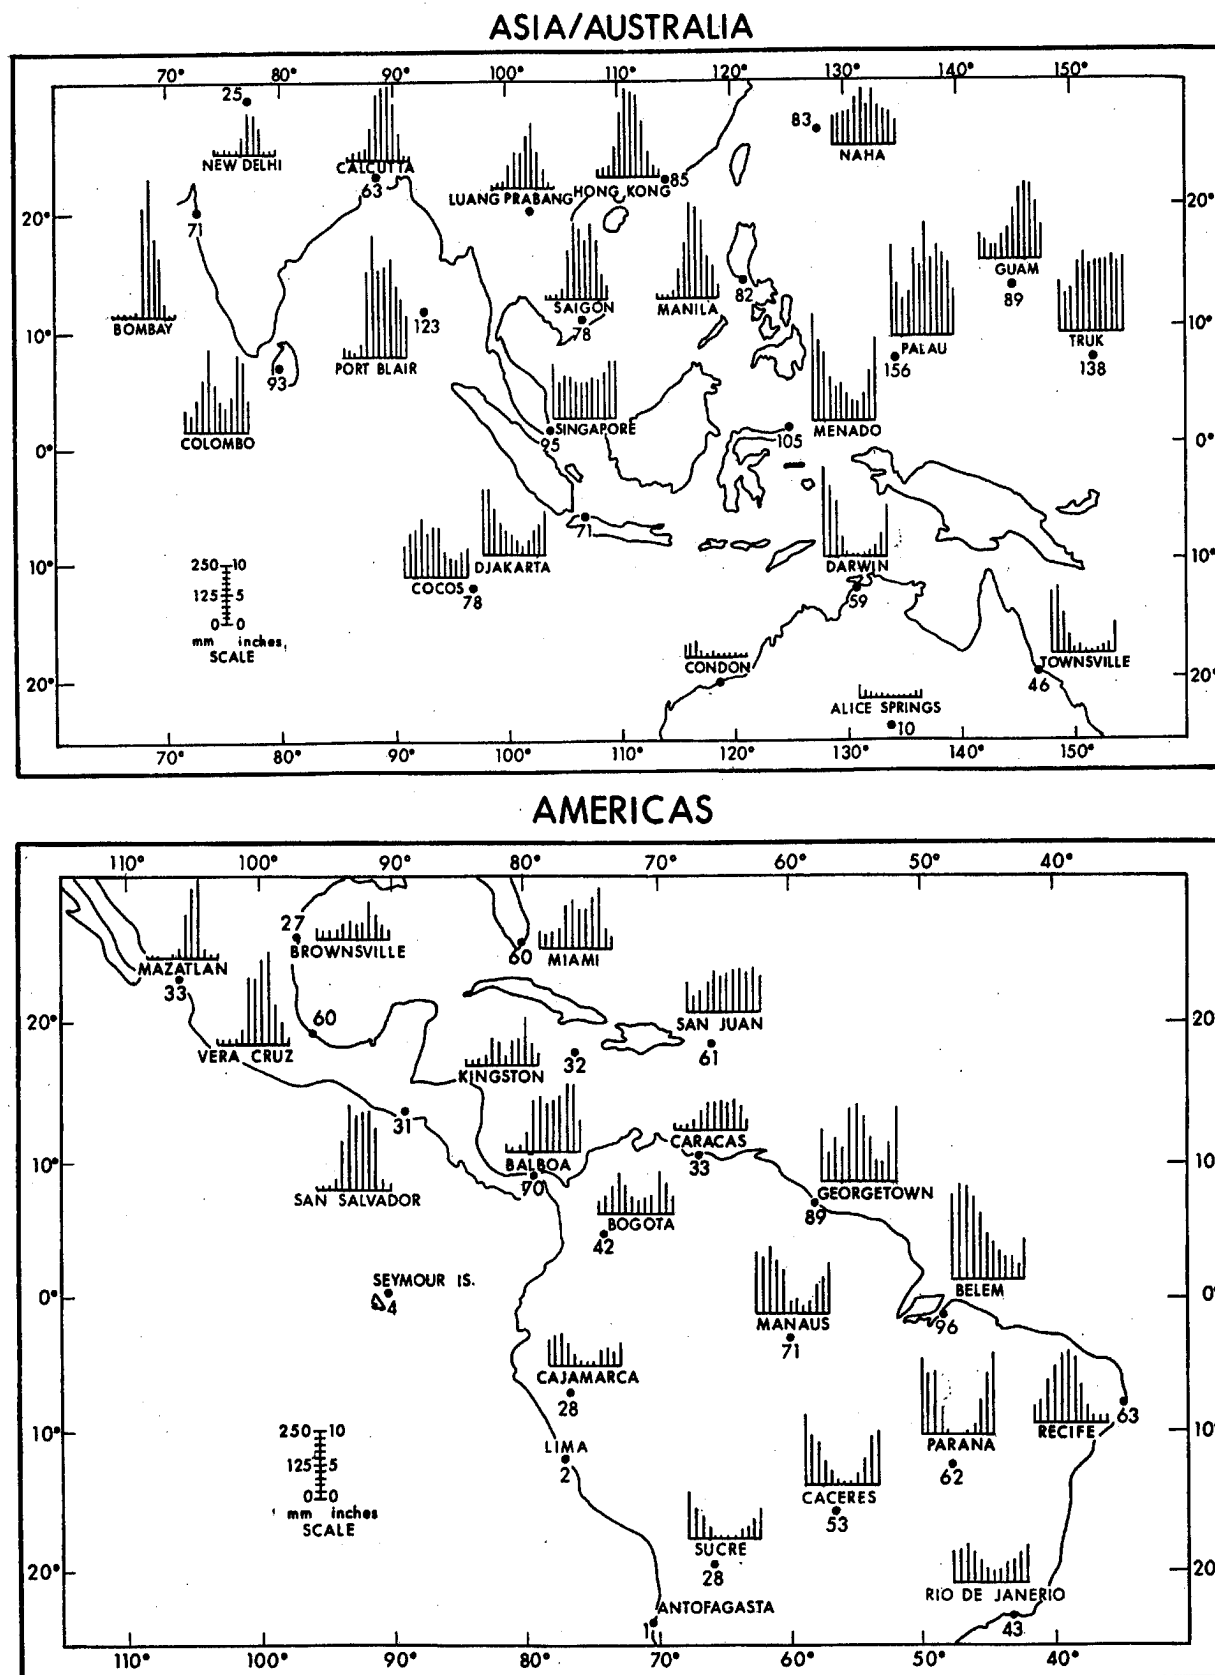 ASIA/AUSTRALIA
70° 80° 90° 100° 110° 120° 130° 140° 150°
25
NEW DELHI
CALCUTTA
63
LUANG PRABANG
HONG KONG
85
83
NAHA
20° 20°
71
BOMBAY
SAIGON
78
MANILA
82
GUAM
89
PALAU
156
TRUK
138
10° 10°
123
PORT BLAIR
93
COLOMBO
SINGAPORE
95
MENADO
105
0° 0°
DJAKARTA
71
COCOS
78
DARWIN
59
10° 10°
250 10
125 5
0 0
mm inches
SCALE
CONDON
TOWNSVILLE
46
20° 20°
ALICE SPRINGS
10
70° 80° 90° 100° 110° 120° 130° 140° 150°
AMERICAS
110° 100° 90° 80° 70° 60° 50° 40°
27
BROWNSVILLE
60
MIAMI
MAZATLAN
33
SAN JUAN
61
20° 20°
60
VERA CRUZ
KINGSTON
32
31
SAN SALVADOR
BALBOA
70
CARACAS
33
10° 10°
GEORGETOWN
89
BOGOTA
42
SEYMOUR IS.
4
BELEM
96
0° 0°
MANAUS
71
CAJAMARCA
28
PARANA
62
RECIFE
63
10° 10°
250 10
125 5
0 0
mm inches
SCALE
LIMA
2
CACERES
53
SUCRE
28
20° 20°
RIO DE JANERIO
43
ANTOFAGASTA
1
110° 100° 90° 80° 70° 60° 50° 40°